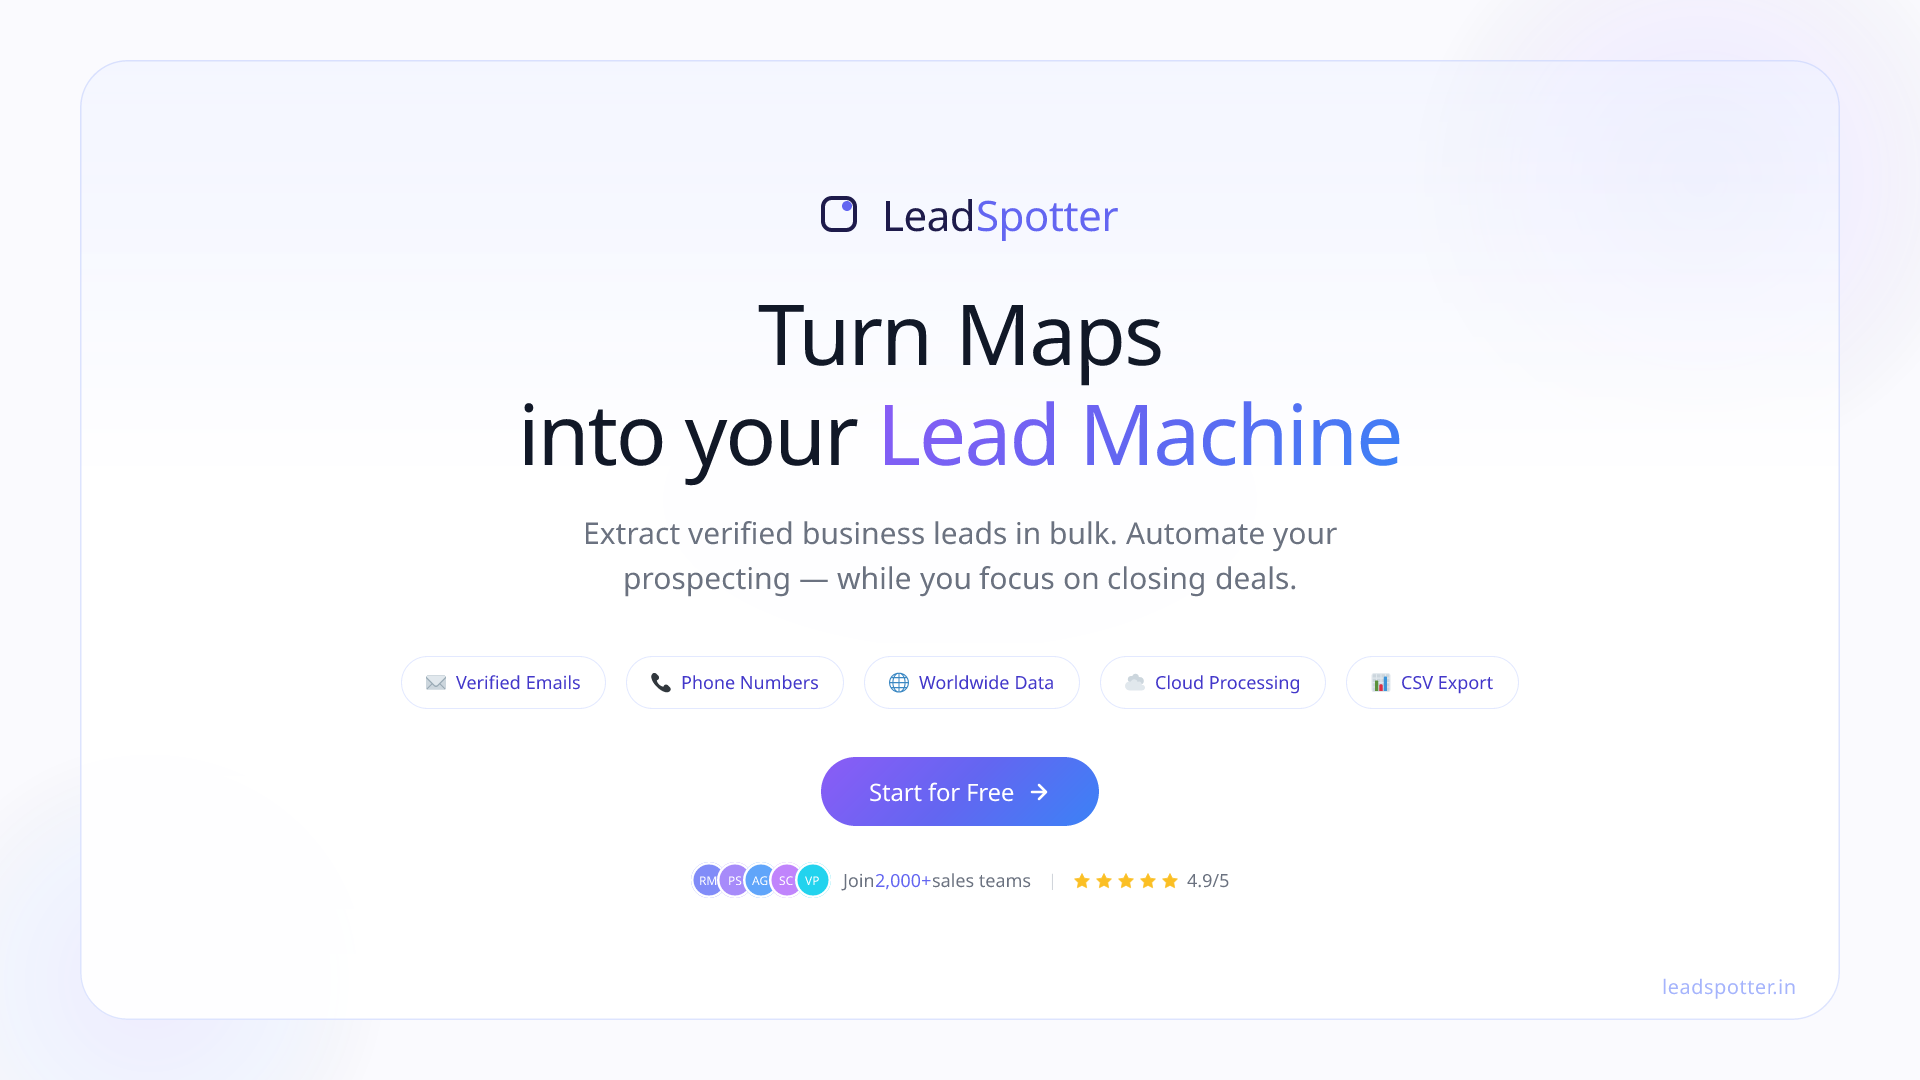 LeadSpotter
Turn Maps
into your Lead Machine
Extract verified business leads in bulk. Automate your
prospecting — while you focus on closing deals.
Verified Emails
Phone Numbers
Worldwide Data
Cloud Processing
CSV Export
Start for Free
RM PS AG SC VP Join2,000+sales teams | 4.9/5
leadspotter.in